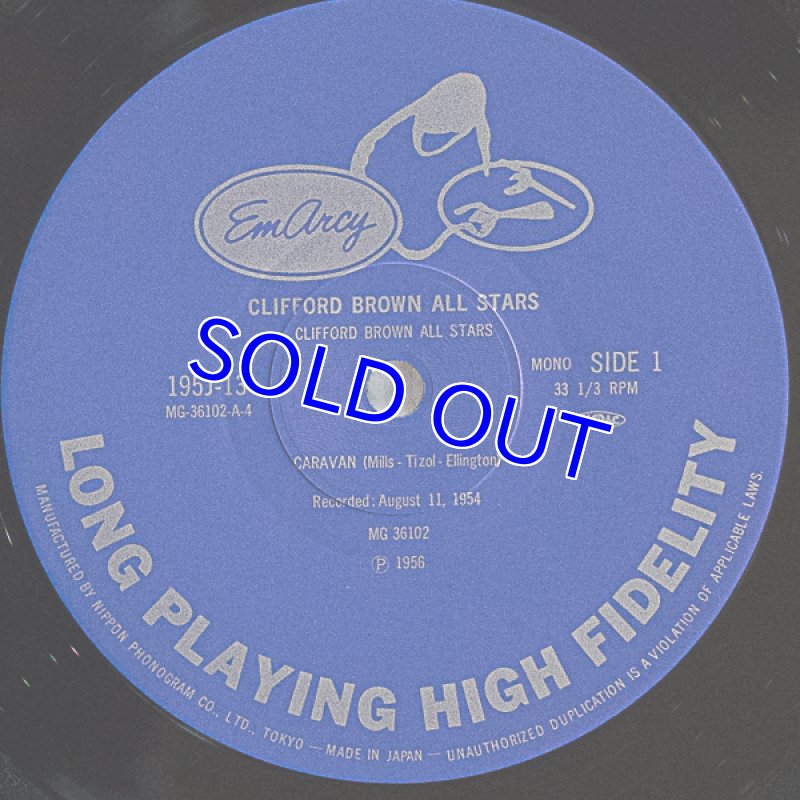 EmArcy
CLIFFORD BROWN ALL STARS
CLIFFORD BROWN ALL STARS
SOLD OUT
MONO SIDE 1
33 1/3 RPM
MG-36102-A-4
CARAVAN (Mills - Tizol - Ellington)
Recorded: August 11, 1954
MG 36102
Ⓟ 1956
LONG PLAYING HIGH FIDELITY
MANUFACTURED BY NIPPON PHONOGRAM CO., LTD., TOKYO — MADE IN JAPAN — UNAUTHORIZED DUPLICATION IS A VIOLATION OF APPLICABLE LAWS.